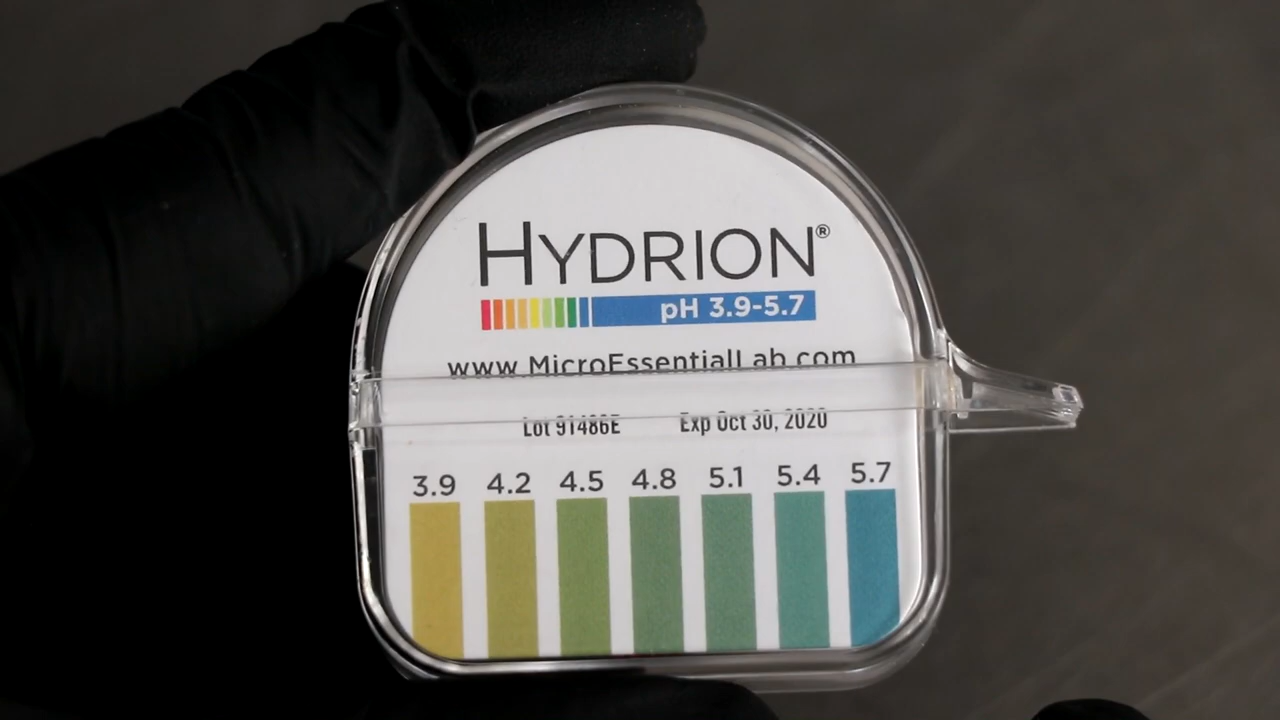 HYDRION®
pH 3.9-5.7
www.MicroEssentialLab.com
Lot 91486E Exp Oct 30, 2020
3.9 4.2 4.5 4.8 5.1 5.4 5.7